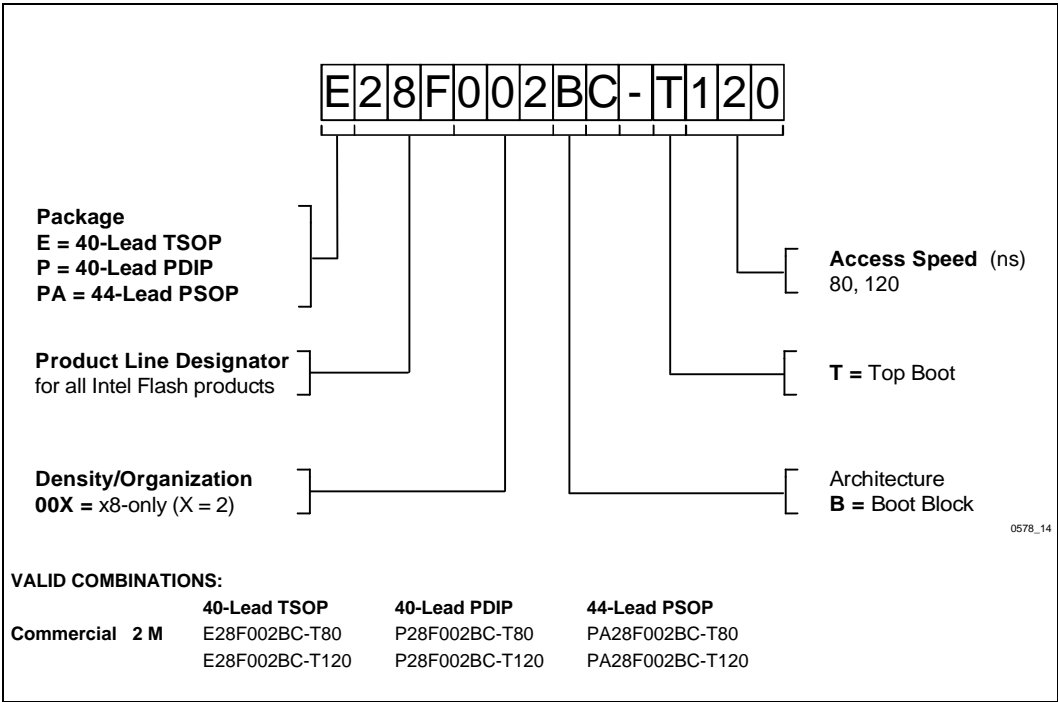 E28F002BC-T120
Package
E = 40-Lead TSOP
P = 40-Lead PDIP
PA = 44-Lead PSOP
Access Speed (ns)
80, 120
Product Line Designator
for all Intel Flash products
T = Top Boot
Density/Organization
00X = x8-only (X = 2)
Architecture
B = Boot Block
0578_14
VALID COMBINATIONS:
40-Lead TSOP 40-Lead PDIP 44-Lead PSOP
Commercial 2 M E28F002BC-T80 P28F002BC-T80 PA28F002BC-T80
E28F002BC-T120 P28F002BC-T120 PA28F002BC-T120